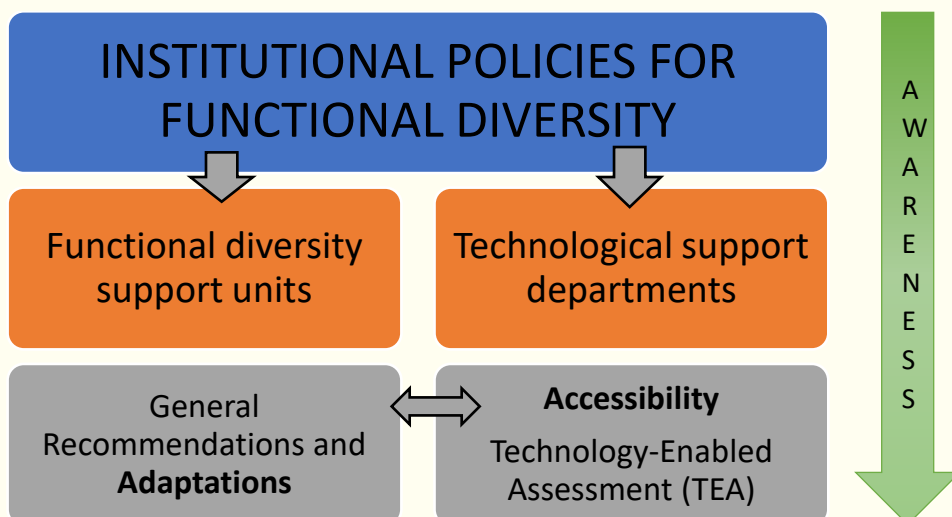 INSTITUTIONAL POLICIES FOR
FUNCTIONAL DIVERSITY
Functional diversity
support units
Technological support
departments
General
Recommendations and
Adaptations
Accessibility
Technology-Enabled
Assessment (TEA)
A
W
A
R
E
N
E
S
S